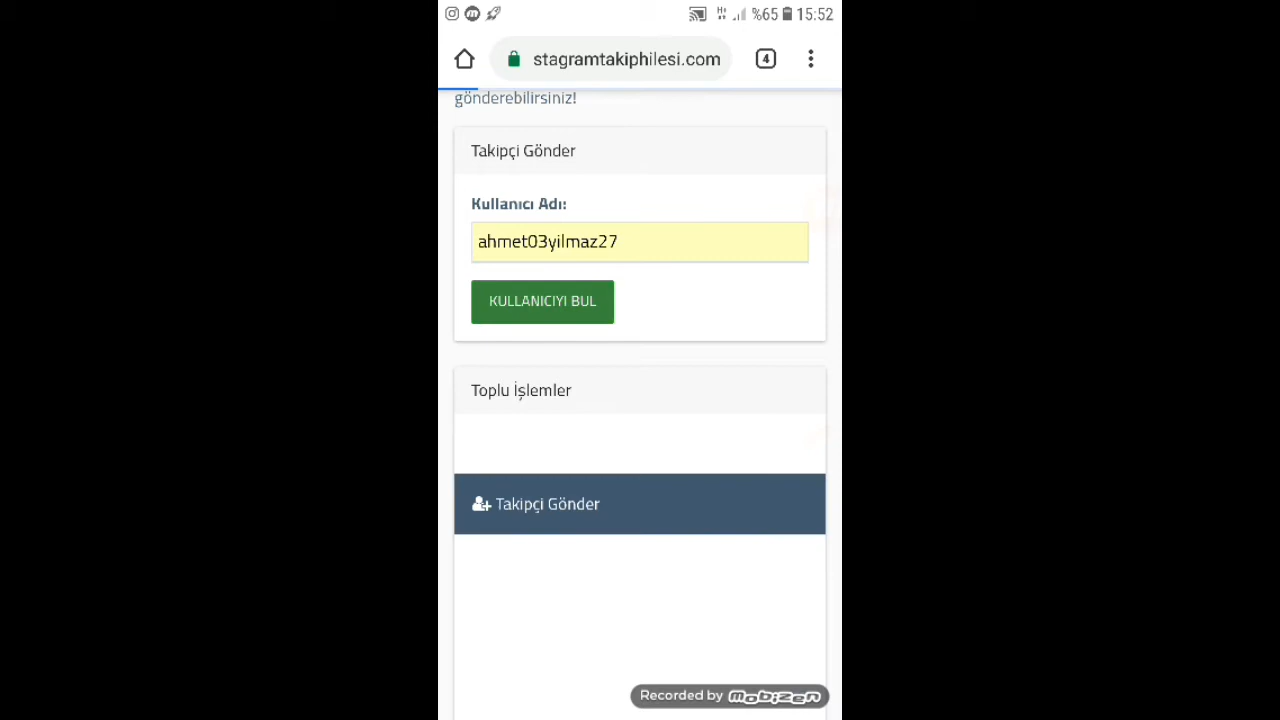 %65 15:52
stagramtakiphilesi.com
4
gönderebilirsiniz!
Takipçi Gönder
Kullanıcı Adı:
ahmet03yilmaz27
KULLANICIYI BUL
Toplu İşlemler
Takipçi Gönder
Recorded by mobizen